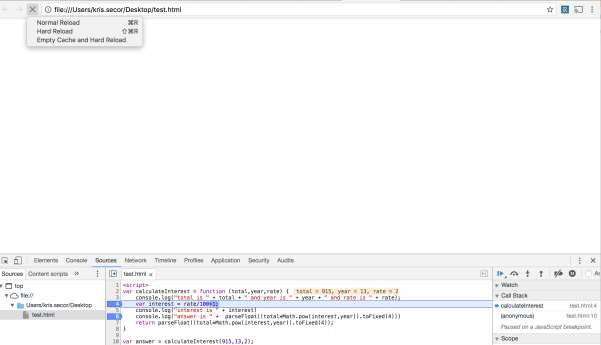 file:///Users/kris.secor/Desktop/test.html
Normal Reload ⌘R
Hard Reload ⇧⌘R
Empty Cache and Hard Reload
Elements Console Sources Network Timeline Profiles Application Security Audits
Sources Content scripts »
test.html ×
top
file://
Users/kris.secor/Desktop
test.html
1 <script>
2 var calculateInterest = function (total,year,rate) { total = 915, year = 13, rate = 2
3 console.log("total is " + total + " and year is " + year + " and rate is " + rate);
4 var interest = rate/100+1;
5 console.log("interest is " + interest)
6 console.log("answer is " + parseFloat((total*Math.pow(interest,year)).toFixed(4)))
7 return parseFloat((total*Math.pow(interest,year)).toFixed(4));
8 }
9
10 var answer = calculateInterest(915,13,2);
Watch
Call Stack
calculateInterest test.html:4
(anonymous) test.html:10
Paused on a JavaScript breakpoint.
Scope